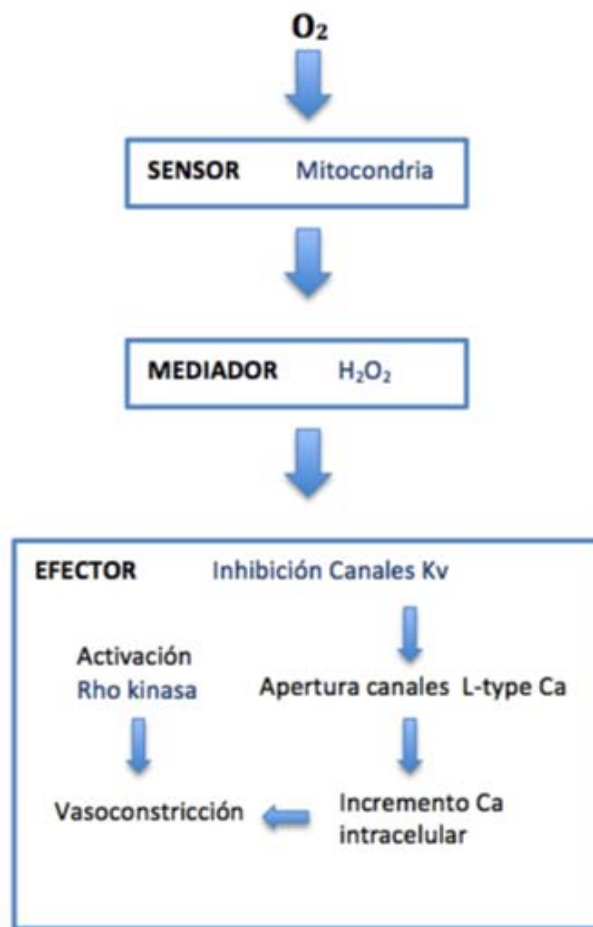 O₂
SENSOR Mitocondria
MEDIADOR H₂O₂
EFECTOR Inhibición Canales Kv
Activación
Rho kinasa
Apertura canales L-type Ca
Vasoconstricción
Incremento Ca
intracelular